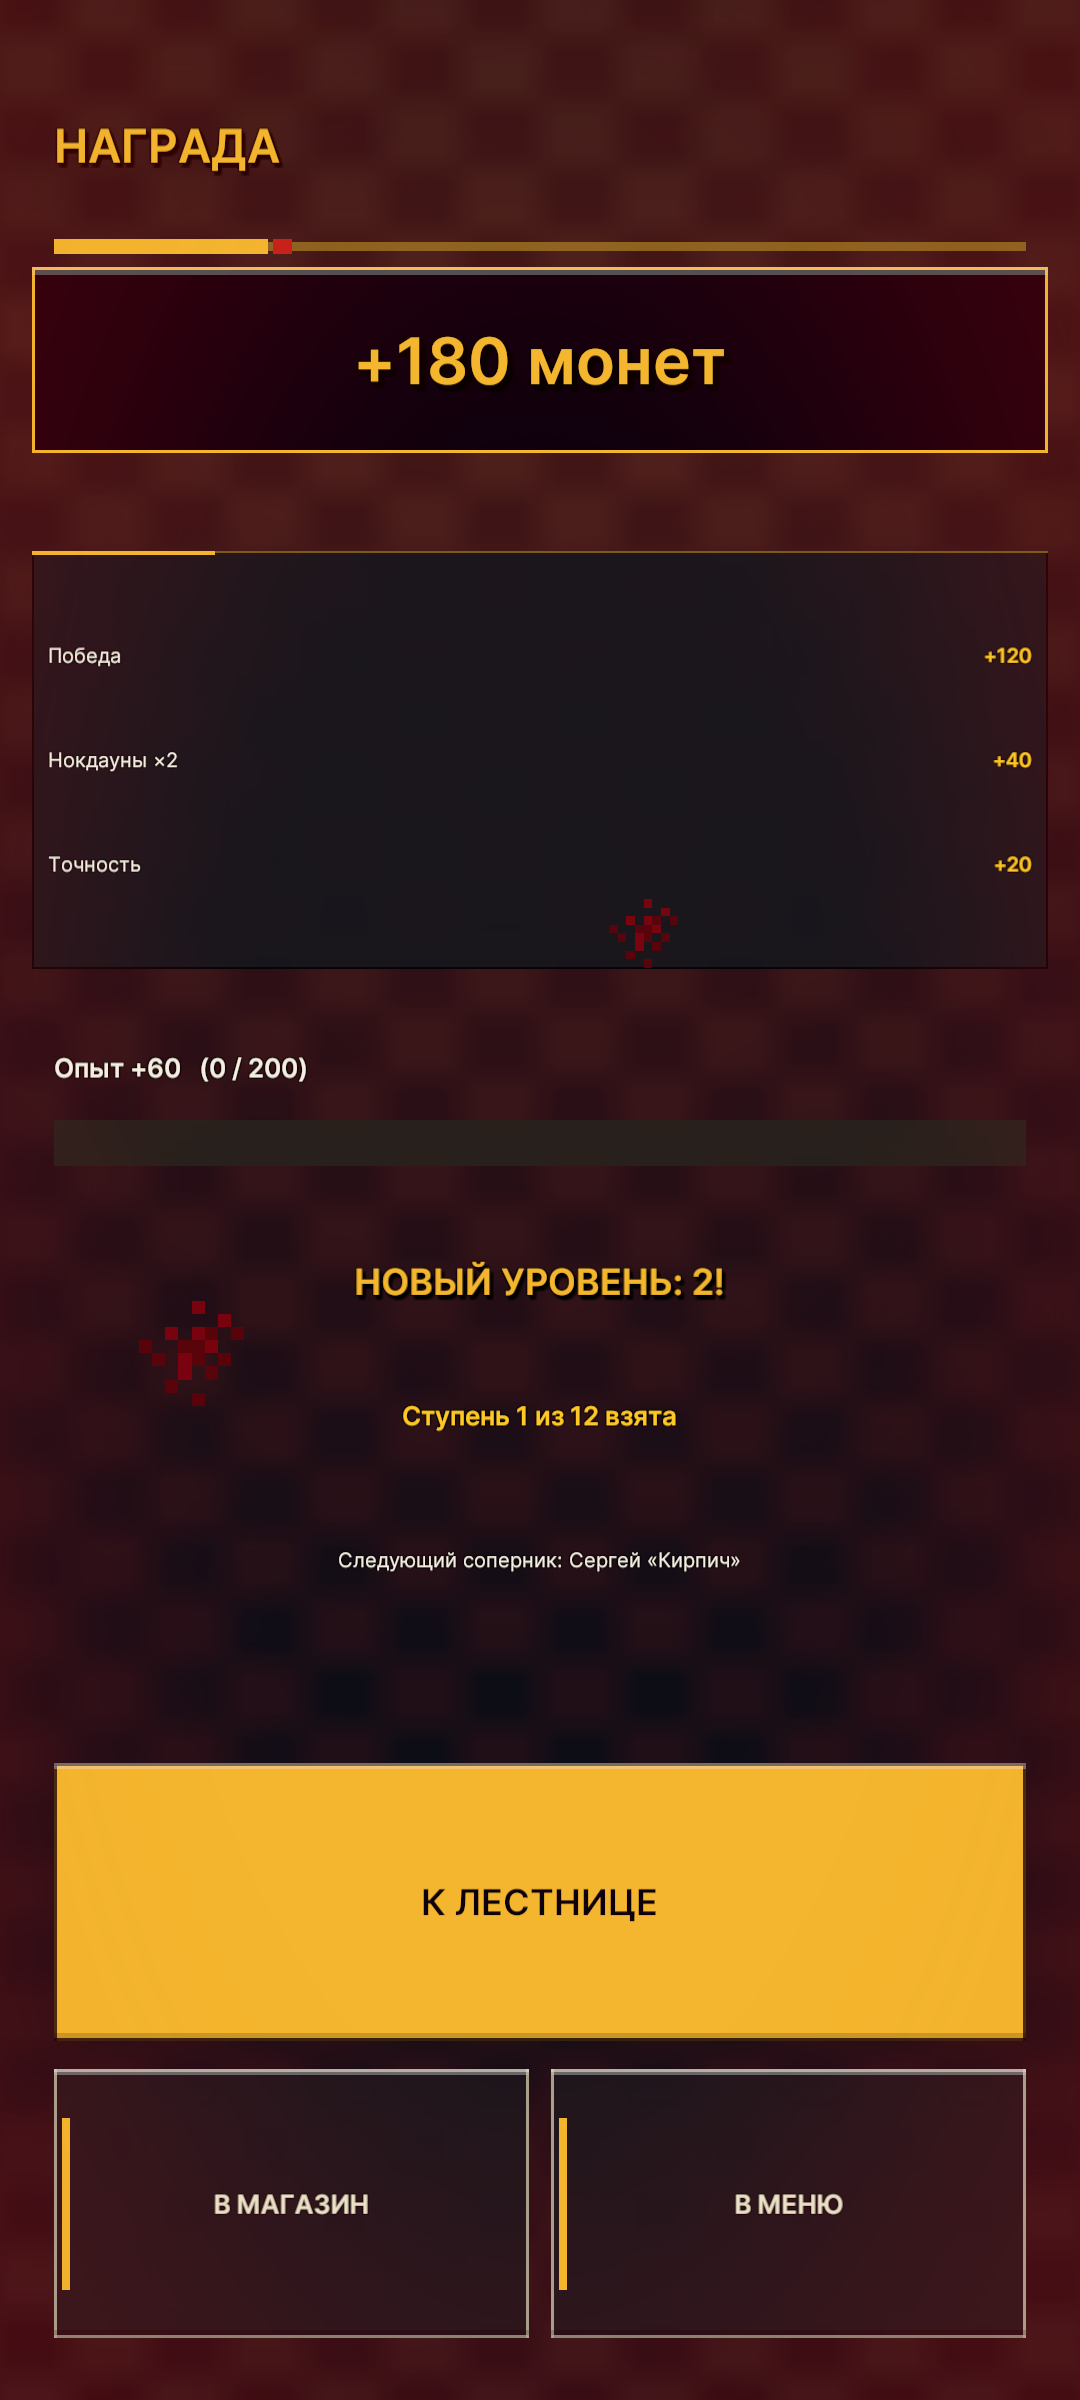 НАГРАДА
+180 монет
Победа +120
Нокдауны ×2 +40
Точность +20
Опыт +60 (0 / 200)
НОВЫЙ УРОВЕНЬ: 2!
Ступень 1 из 12 взята
Следующий соперник: Сергей «Кирпич»
К ЛЕСТНИЦЕ
В МАГАЗИН
В МЕНЮ